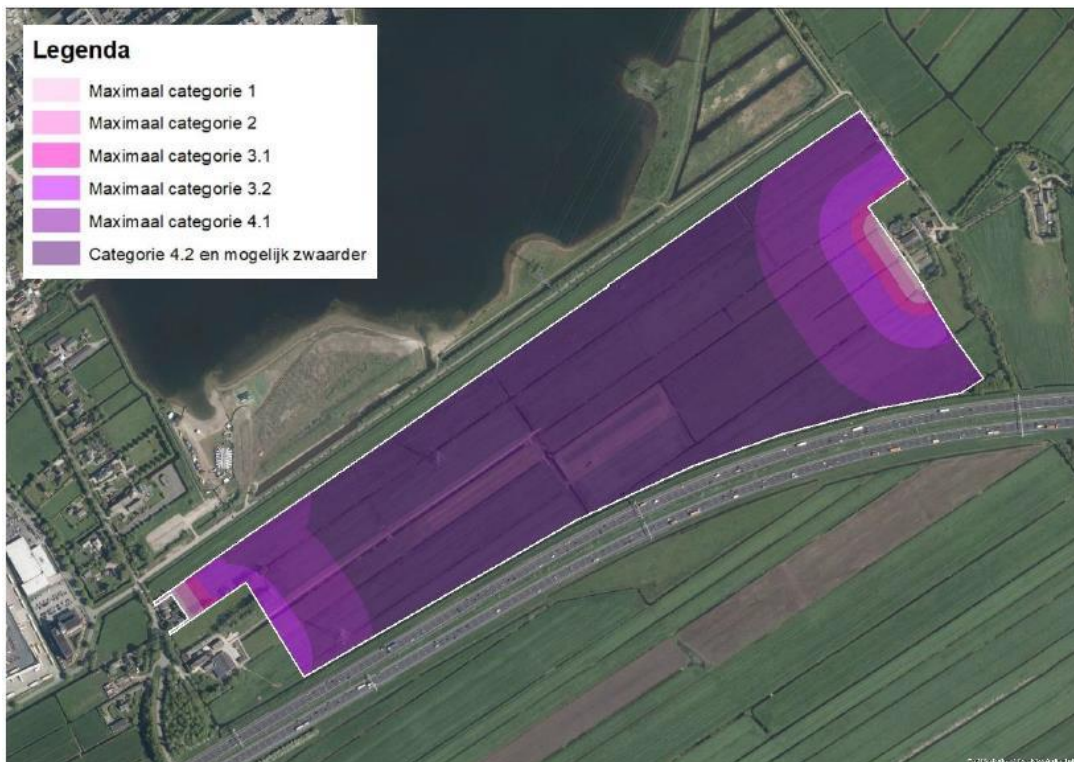 Legenda
Maximaal categorie 1
Maximaal categorie 2
Maximaal categorie 3.1
Maximaal categorie 3.2
Maximaal categorie 4.1
Categorie 4.2 en mogelijk zwaarder